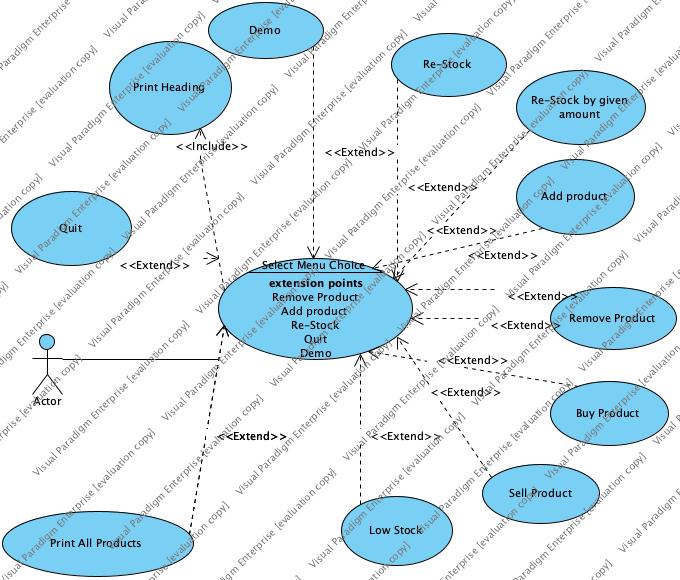 Demo
Print Heading
Re-Stock
Re-Stock by given
amount
<<Include>>
<<Extend>>
<<Extend>>
Add product
Quit
<<Extend>>
<<Extend>>
<<Extend>>
Select Menu Choice
extension points
Remove Product
Add product
Re-Stock
Quit
Demo
<<Extend>>
<<Extend>>
Remove Product
Actor
<<Extend>>
<<Extend>>
Buy Product
<<Extend>>
<<Extend>>
Sell Product
Low Stock
Print All Products
Visual Paradigm Enterprise [evaluation copy]